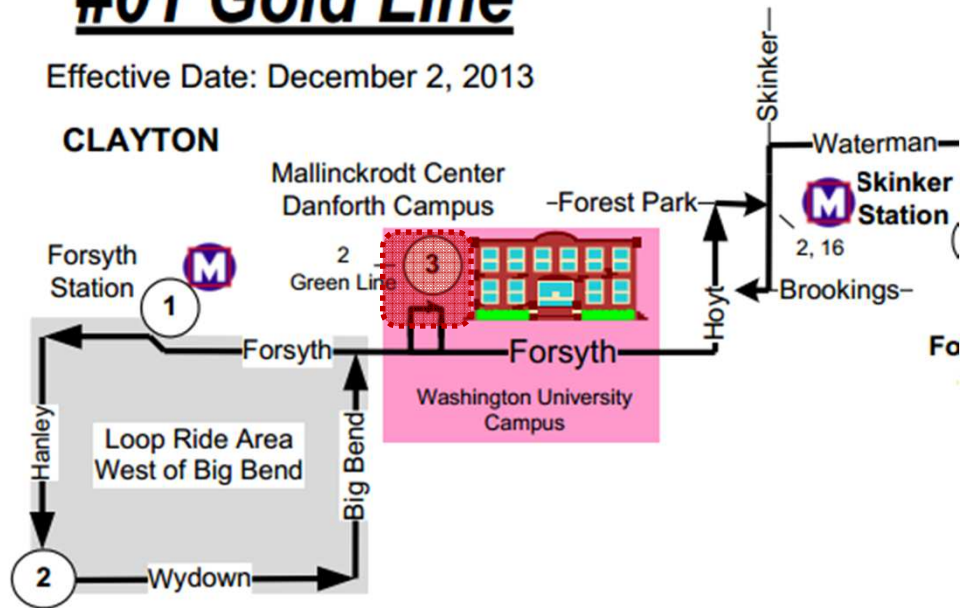 #01 Gold Line
Effective Date: December 2, 2013
CLAYTON
Mallinckrodt Center
Danforth Campus
Forsyth
Station
M
1
2
Green Line
3
Forest Park
Skinker
Waterman
M
Skinker
Station
2, 16
Brookings
Hoyt
Forsyth
Forsyth
Washington University
Campus
Hanley
Loop Ride Area
West of Big Bend
Big Bend
2
Wydown
Fo